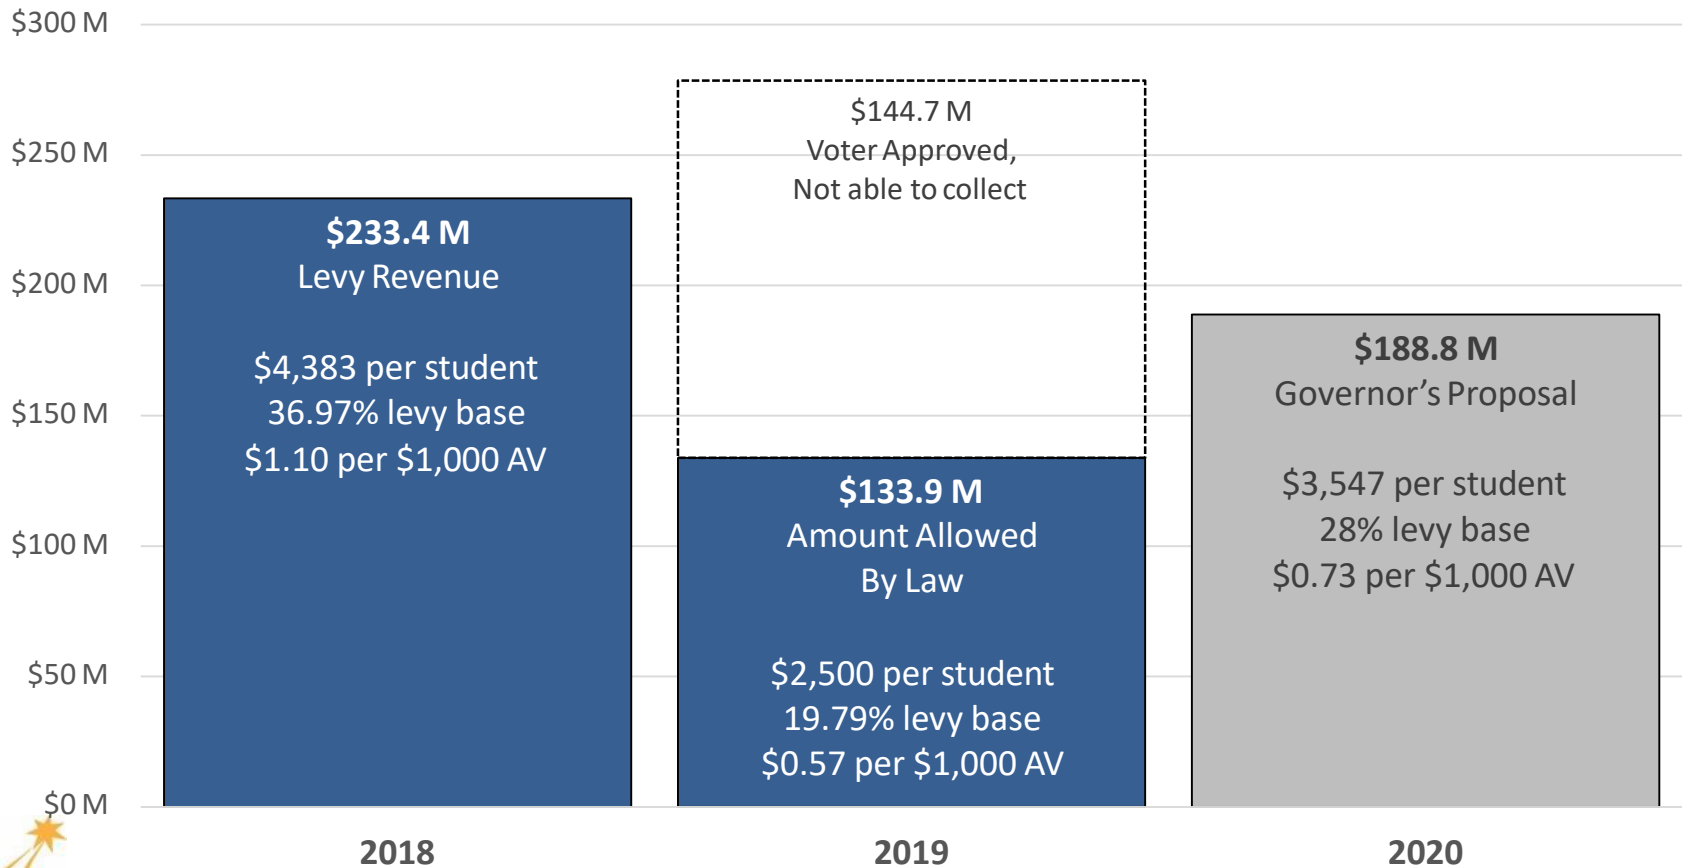 $300 M
$250 M
$200 M
$150 M
$100 M
$50 M
$0 M
$233.4 M
Levy Revenue
$4,383 per student
36.97% levy base
$1.10 per $1,000 AV
$144.7 M
Voter Approved,
Not able to collect
$133.9 M
Amount Allowed
By Law
$2,500 per student
19.79% levy base
$0.57 per $1,000 AV
$188.8 M
Governor's Proposal
$3,547 per student
28% levy base
$0.73 per $1,000 AV
2018
2019
2020